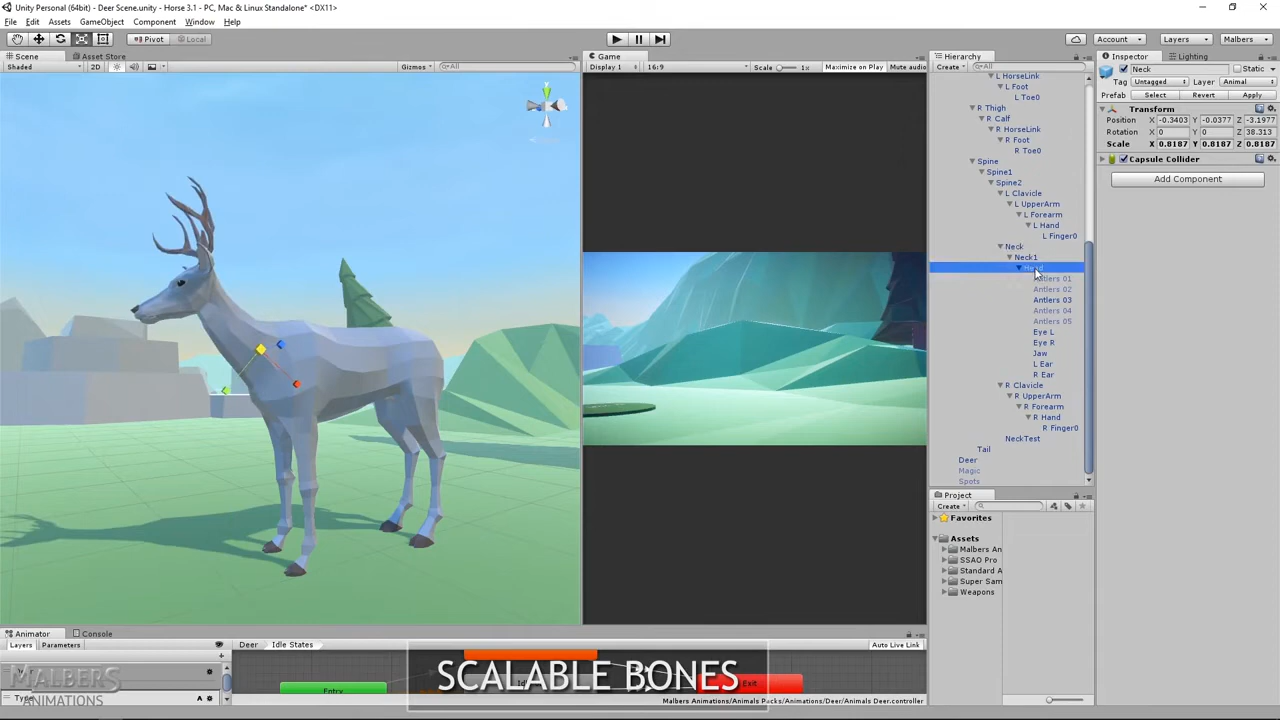 Unity Personal (64bit) - Deer Scene.unity - Horse 3.1 - PC, Mac & Linux Standalone* <DX11>
File Edit Assets GameObject Component Window Help
Pivot Local Account Layers Malbers
Scene Asset Store Game Hierarchy Inspector Lighting
Shaded 2D Gizmos All Display 1 16:9 Scale 1x Maximize on Play Mute audio Create All
Neck Static
Tag Untagged Layer Animal
Prefab Select Revert Apply
Transform
Position X -0.3403 Y -0.0377 Z -3.1977
Rotation X 0 Y 0 Z 38.313
Scale X 0.8187 Y 0.8187 Z 0.8187
Capsule Collider
Add Component
L HorseLink
L Foot
L Toe0
R Thigh
R Calf
R HorseLink
R Foot
R Toe0
Spine
Spine1
Spine2
L Clavicle
L UpperArm
L Forearm
L Hand
L Finger0
Neck
Neck1
Head
Antlers 01
Antlers 02
Antlers 03
Antlers 04
Antlers 05
Eye L
Eye R
Jaw
L Ear
R Ear
R Clavicle
R UpperArm
R Forearm
R Hand
R Finger0
NeckTest
Tail
Deer
Magic
Spots
Project
Create
Favorites
Assets
Malbers An
SSAO Pro
Standard A
Super Sam
Weapons
Animator Console
Layers Parameters Deer Idle States Auto Live Link
Entry Exit
SCALABLE BONES
MALBERS
ANIMATIONS
Malbers Animations/Animals Packs/Animations/Deer/Animals Deer.controller